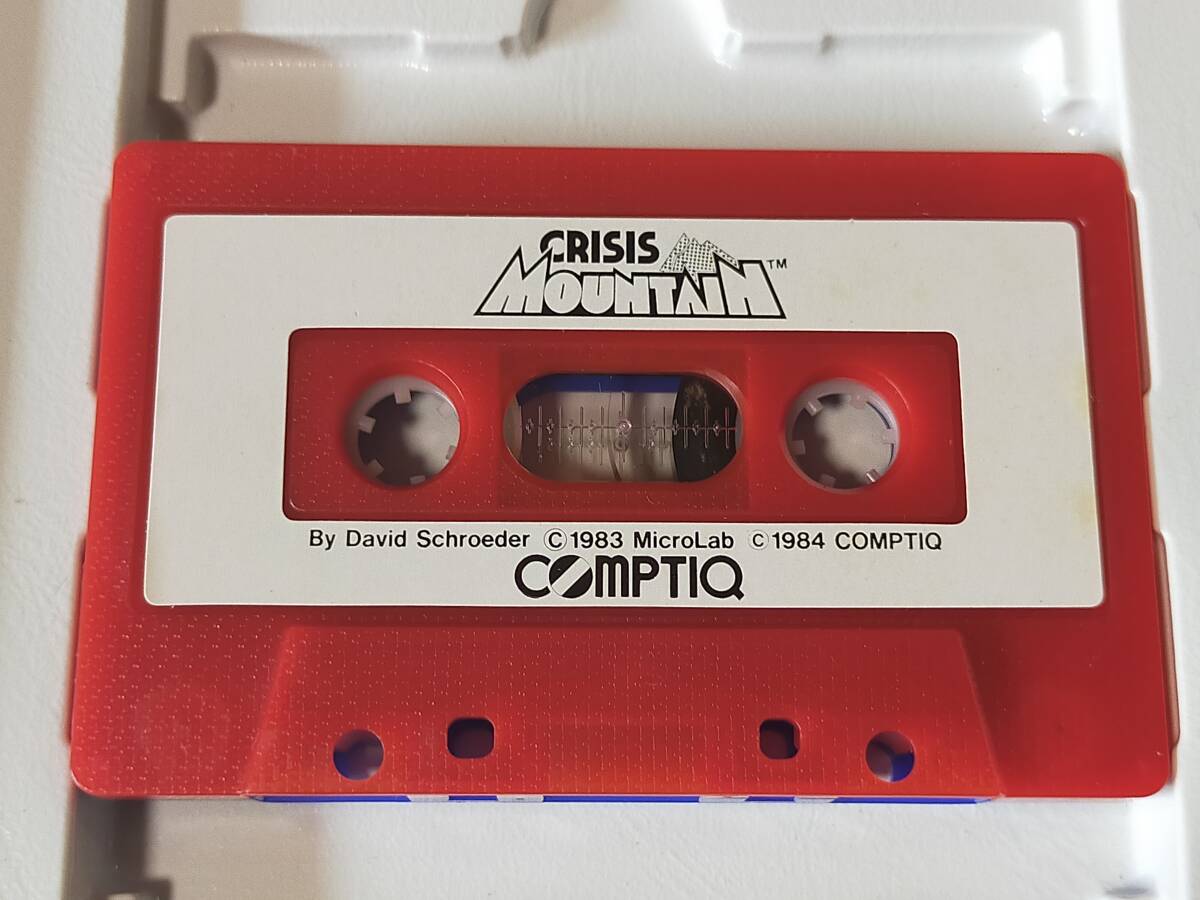 CRISIS
MOUNTAIN™
By David Schroeder ©1983 MicroLab ©1984 COMPTIQ
COMPTIQ